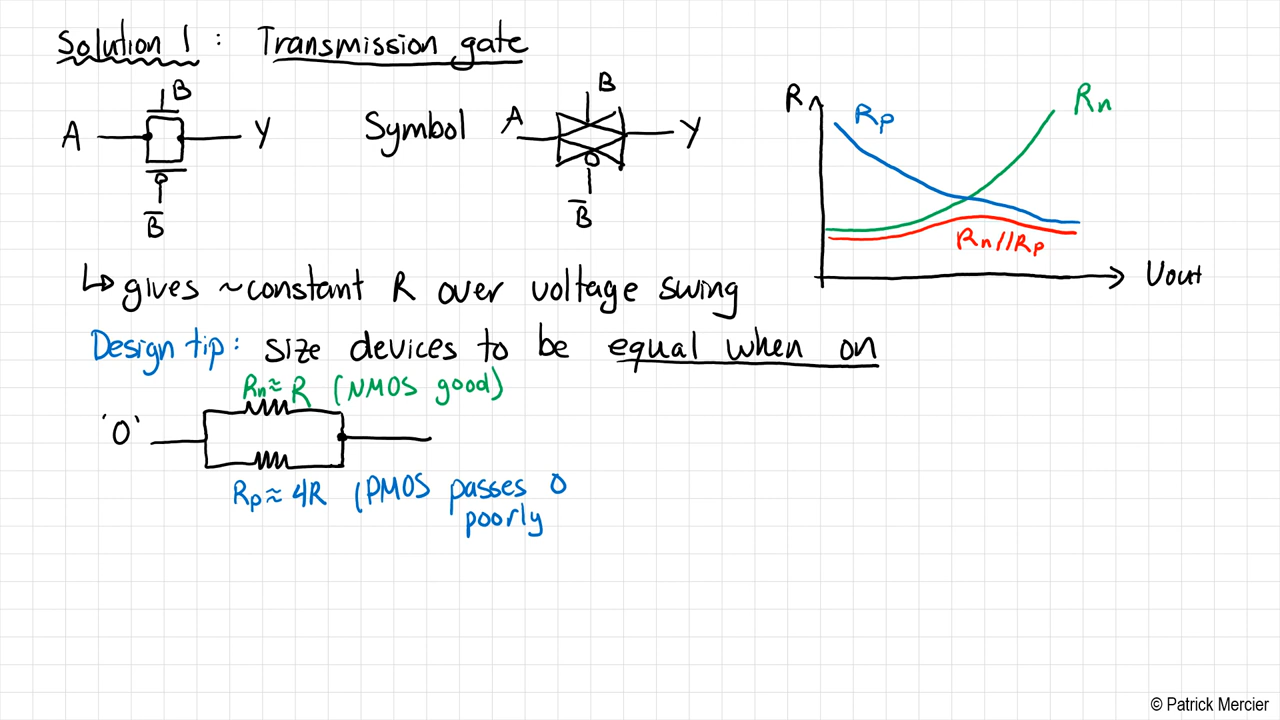 Solution 1 : Transmission gate
B
A Y
B̅
Symbol
B
A Y
B̅
R
Rp
Rn
Rn//Rp
Vout
↳ gives ~constant R over voltage swing
Design tip: size devices to be equal when on
Rn≈ R (NMOS good)
'0'
Rp ≈ 4R (PMOS passes 0
poorly
© Patrick Mercier